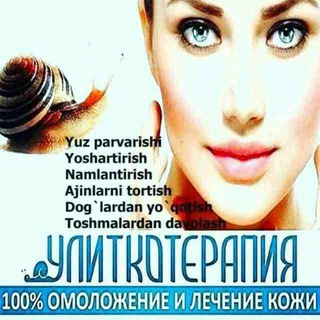 Yuz parvarishi
Yoshartirish
Namlantirish
Ajinlarni tortish
Dog`lardan yo`qotish
Toshmalardan davolash
УЛИТКОТЕРАПИЯ
100% ОМОЛОЖЕНИЕ И ЛЕЧЕНИЕ КОЖИ